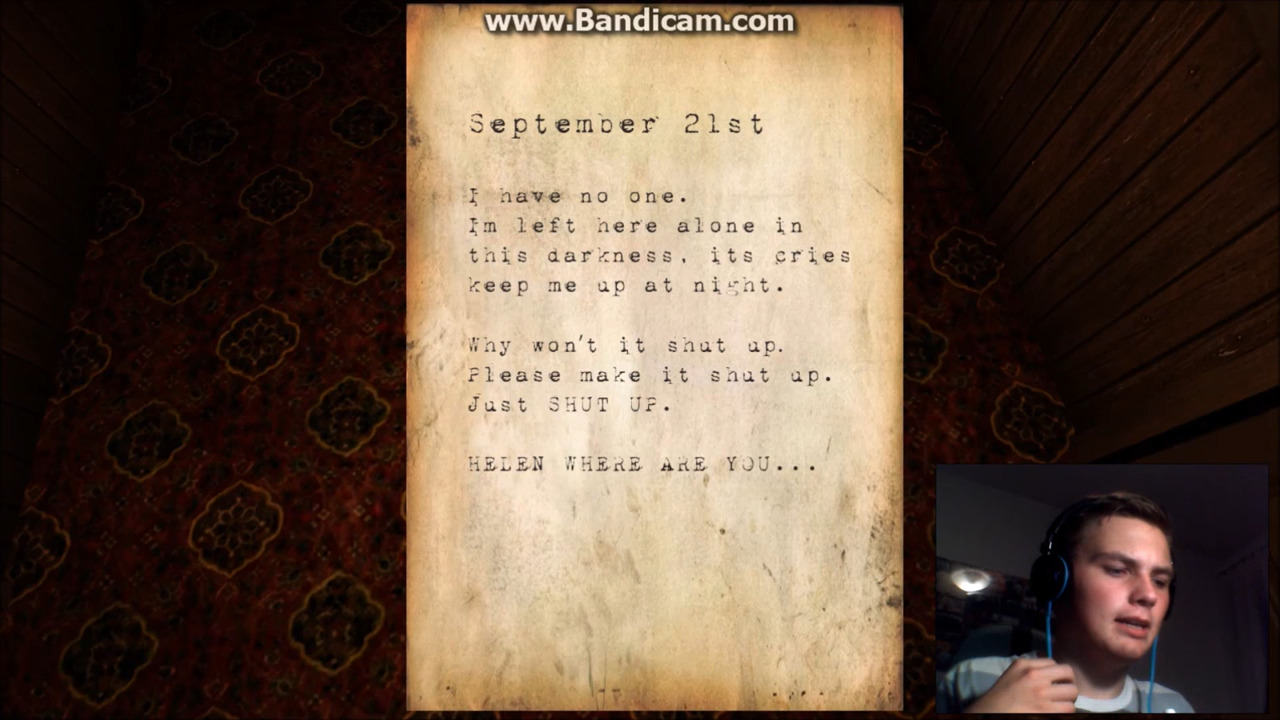 www.Bandicam.com
September 21st
I have no one.
Im left here alone in
this darkness, its cries
keep me up at night.
Why won't it shut up.
Please make it shut up.
Just SHUT UP.
HELEN WHERE ARE YOU...